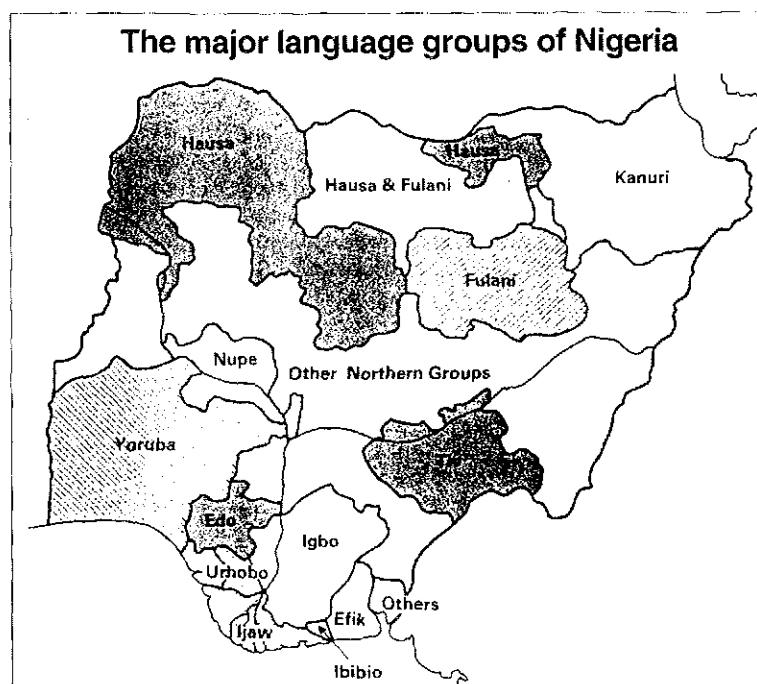 The major language groups of Nigeria
Hausa
Hausa
Hausa & Fulani
Kanuri
Fulani
Nupe
Other Northern Groups
Yoruba
Tiv
Edo
Igbo
Urhobo
Others
Efik
Ijaw
Ibibio